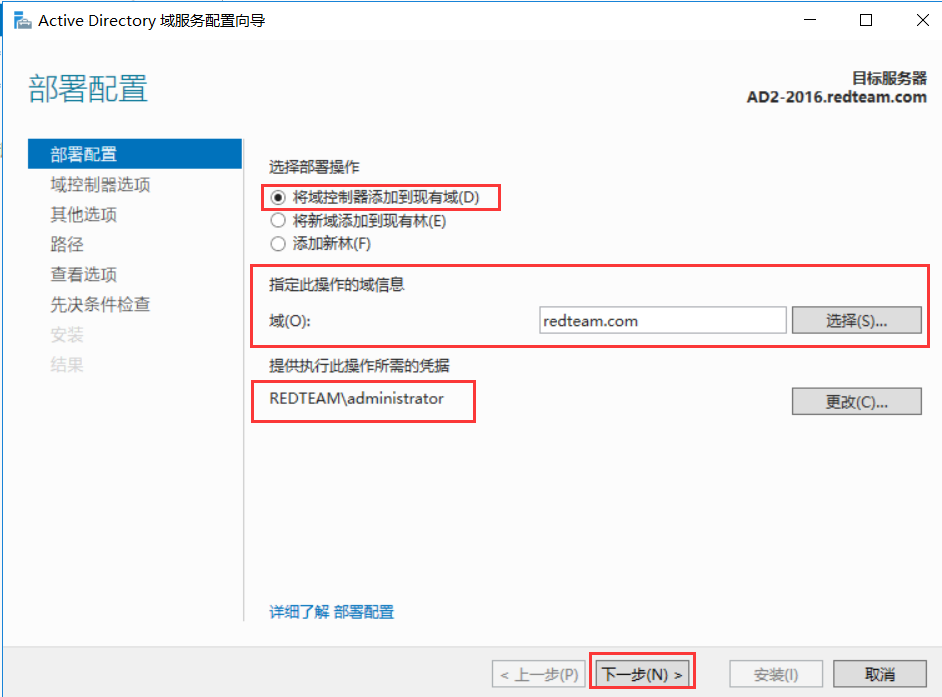 Active Directory 域服务配置向导
部署配置
目标服务器
AD2-2016.redteam.com
部署配置
域控制器选项
其他选项
路径
查看选项
先决条件检查
安装
结果
选择部署操作
将域控制器添加到现有域(D)
将新域添加到现有林(E)
添加新林(F)
指定此操作的域信息
域(O):
redteam.com
选择(S)...
提供执行此操作所需的凭据
REDTEAM\administrator
更改(C)...
详细了解 部署配置
< 上一步(P)
下一步(N) >
安装(I)
取消